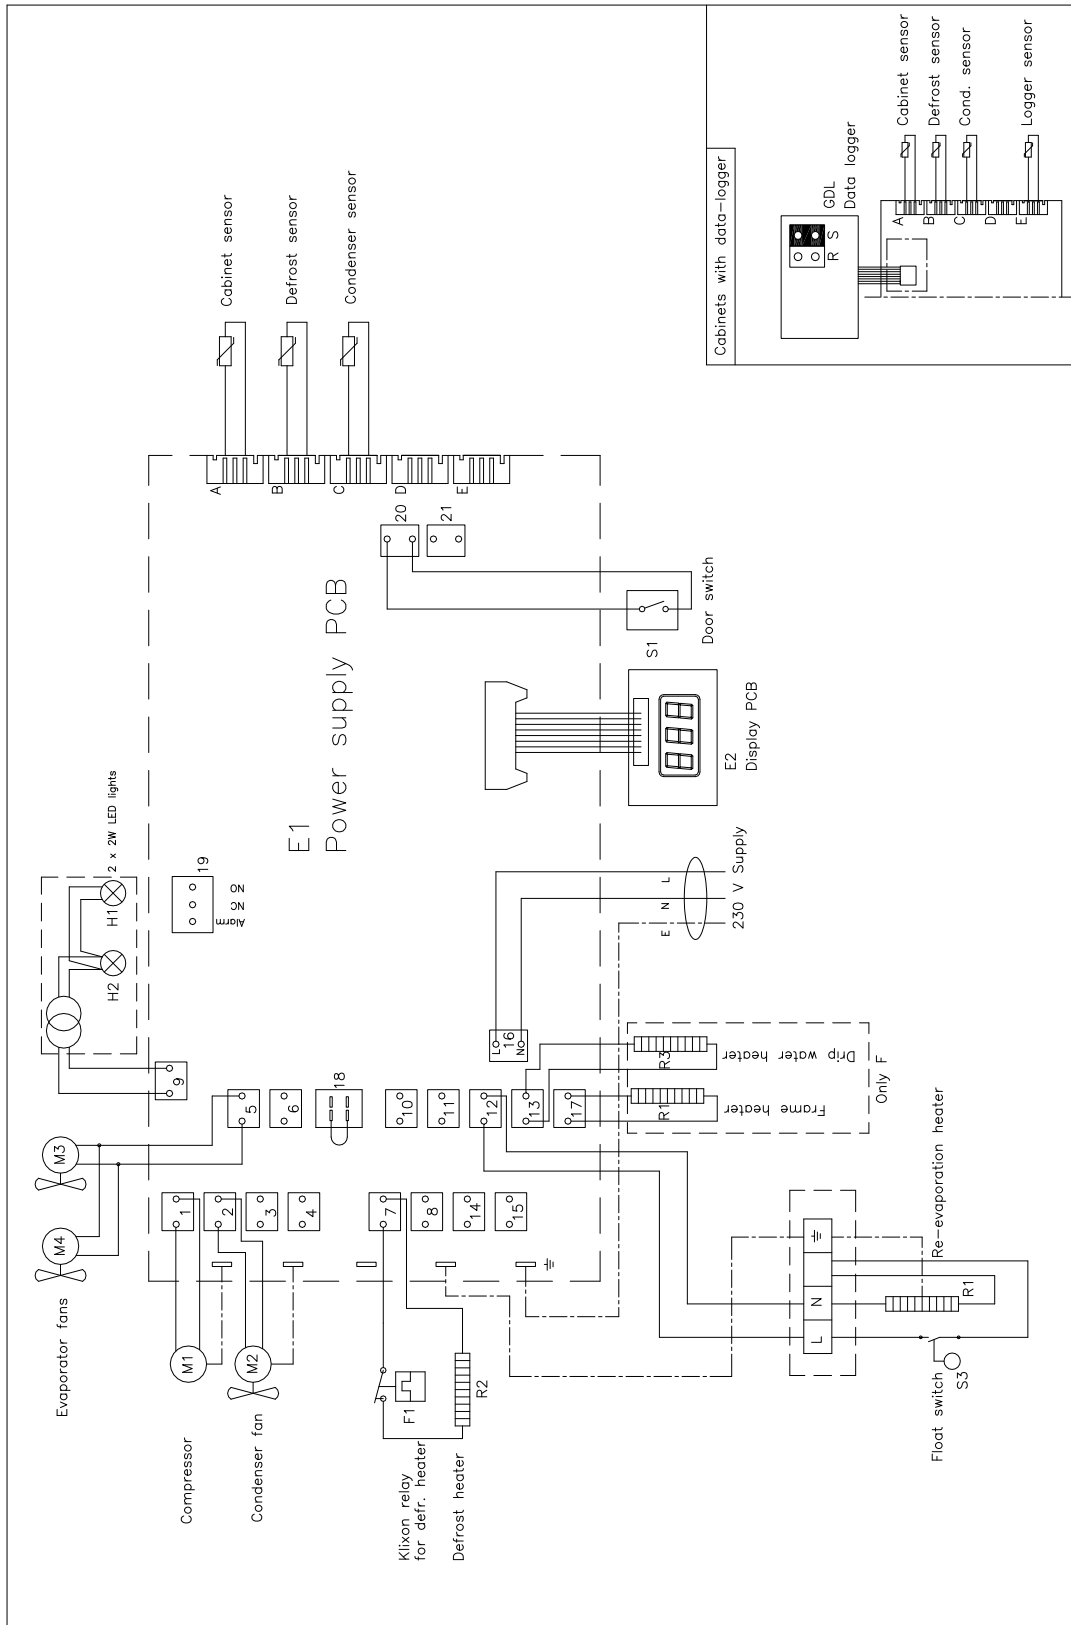 Cabinets with data-logger
GDL
Data logger
R
S
A
B
C
D
E
Cabinet sensor
Defrost sensor
Cond. sensor
Logger sensor
Cabinet sensor
Defrost sensor
Condenser sensor
A
B
C
D
E
20
21
E1
Power supply PCB
S1
Door switch
E2
Display PCB
2 x 2W LED lights
H1
H2
19
NO
NC
Alarm
9
M3
M4
Evaporator fans
5
6
18
10
11
12
13
17
L
N
16
E
N
L
230 V Supply
R3
Drip water heater
R1
Frame heater
Only F
1
2
3
4
7
8
14
15
M1
M2
Compressor
Condenser fan
F1
R2
Klixon relay
for defr. heater
Defrost heater
L
N
R1
Re-evaporation heater
Float switch
S3